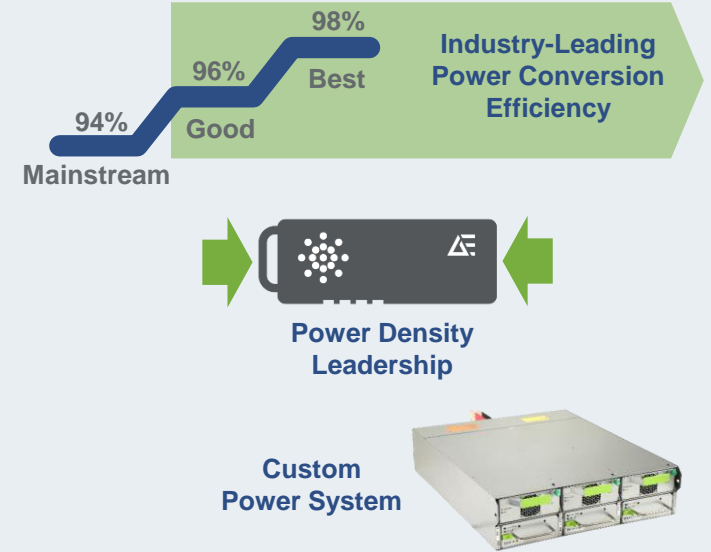 98%
Industry-Leading
Power Conversion
Efficiency
96%
Best
94%
Good
Mainstream
Power Density
Leadership
Custom
Power System